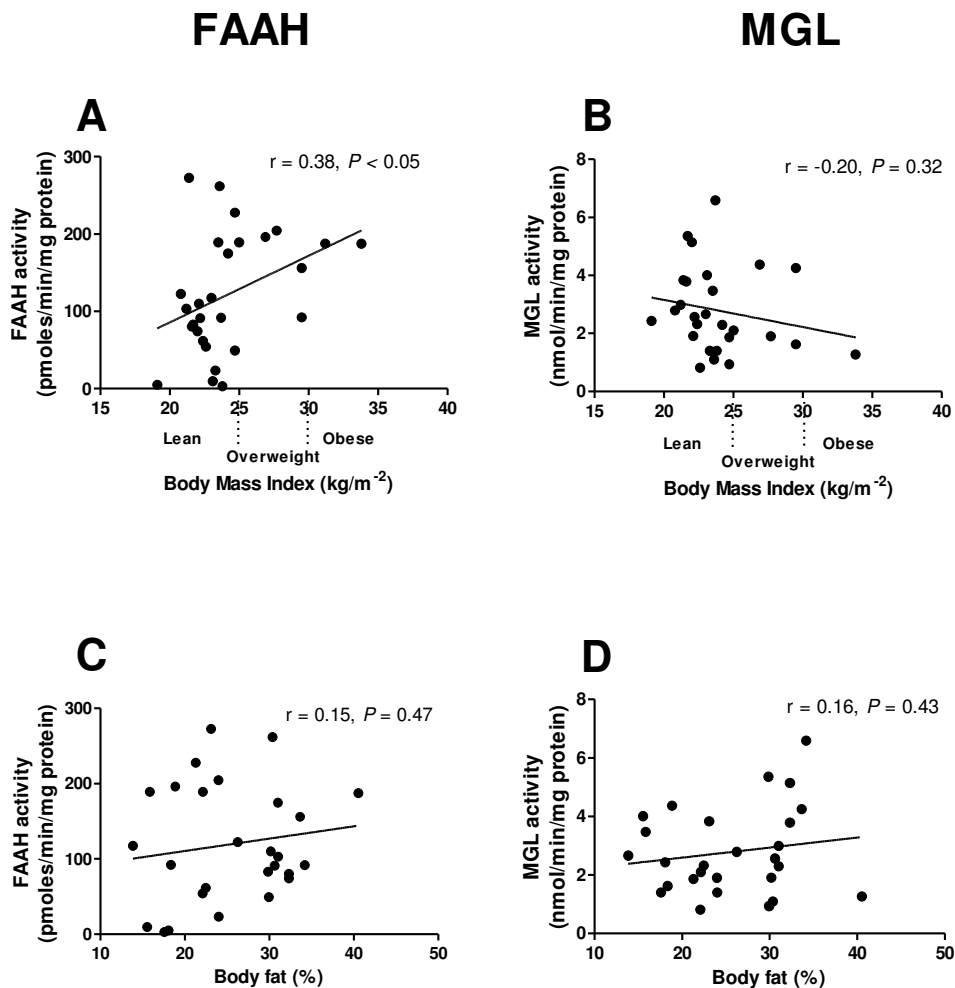 FAAH
MGL
A
r = 0.38, P < 0.05
FAAH activity
(pmoles/min/mg protein)
300
200
100
0
15 20 25 30 35 40
Lean Obese
Overweight
Body Mass Index (kg/m⁻²)
B
r = -0.20, P = 0.32
MGL activity
(nmol/min/mg protein)
8
6
4
2
0
15 20 25 30 35 40
Lean Obese
Overweight
Body Mass Index (kg/m⁻²)
C
r = 0.15, P = 0.47
FAAH activity
(pmoles/min/mg protein)
300
200
100
0
10 20 30 40 50
Body fat (%)
D
r = 0.16, P = 0.43
MGL activity
(nmol/min/mg protein)
8
6
4
2
0
10 20 30 40 50
Body fat (%)